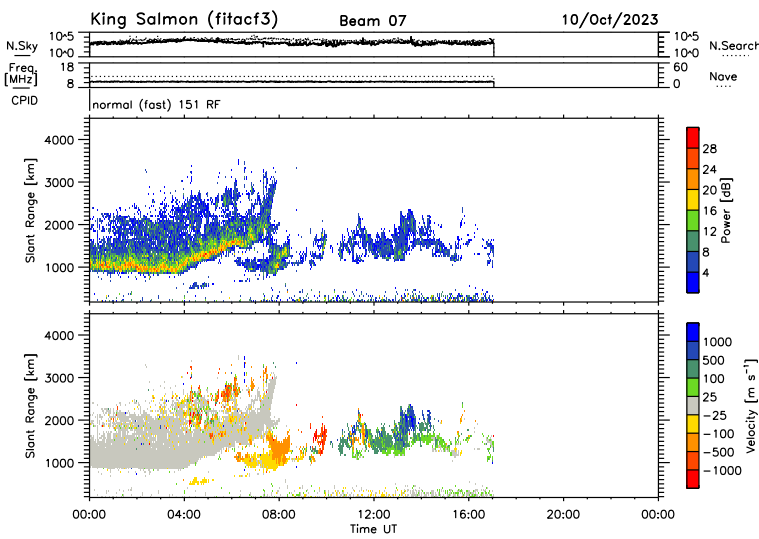 King Salmon (fitacf3) Beam 07 10/Oct/2023
N.Sky 10^5 10^0 10^5 10^0 N.Search
Freq. [MHz] 18 8 60 0 Nave
CPID normal (fast) 151 RF
Slant Range [km]
4000
3000
2000
1000
28
24
20
16
12
8
4
Power [dB]
Slant Range [km]
4000
3000
2000
1000
1000
500
100
25
−25
−100
−500
−1000
Velocity [m s⁻¹]
00:00 04:00 08:00 12:00 16:00 20:00 00:00
Time UT